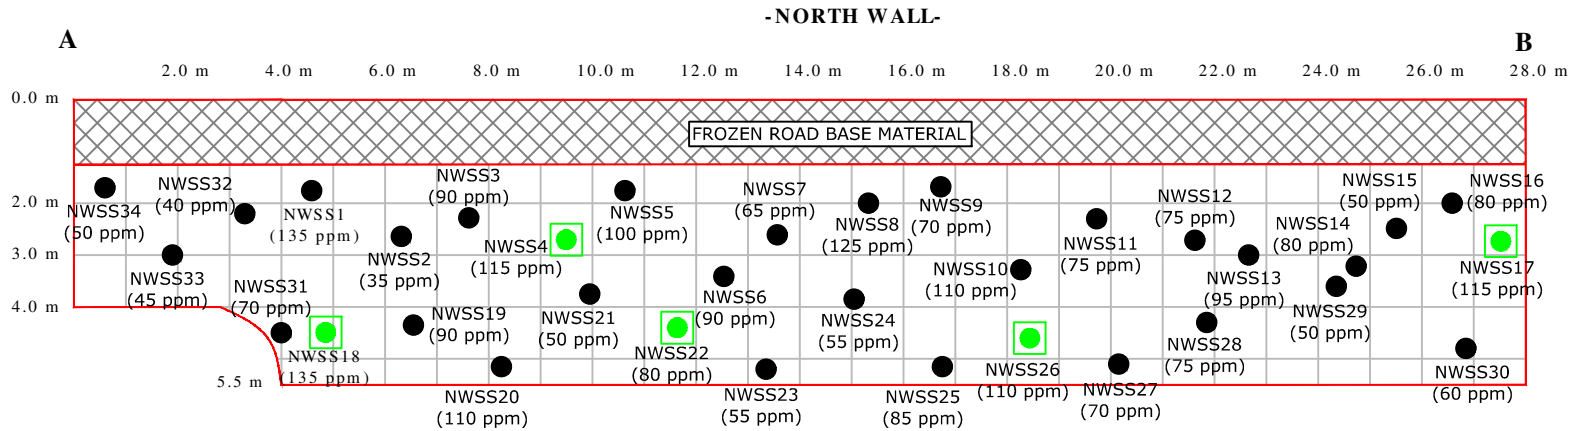 -NORTH WALL-
A
B
2.0 m
4.0 m
6.0 m
8.0 m
10.0 m
12.0 m
14.0 m
16.0 m
18.0 m
20.0 m
22.0 m
24.0 m
26.0 m
28.0 m
0.0 m
FROZEN ROAD BASE MATERIAL
2.0 m
3.0 m
4.0 m
5.5 m
NWSS34
(50 ppm)
NWSS32
(40 ppm)
NWSS1
(135 ppm)
NWSS3
(90 ppm)
NWSS2
(35 ppm)
NWSS4
(115 ppm)
NWSS5
(100 ppm)
NWSS7
(65 ppm)
NWSS8
(125 ppm)
NWSS9
(70 ppm)
NWSS10
(110 ppm)
NWSS11
(75 ppm)
NWSS12
(75 ppm)
NWSS13
(95 ppm)
NWSS14
(80 ppm)
NWSS15
(50 ppm)
NWSS16
(80 ppm)
NWSS17
(115 ppm)
NWSS33
(45 ppm)
NWSS31
(70 ppm)
NWSS18
(135 ppm)
NWSS19
(90 ppm)
NWSS20
(110 ppm)
NWSS21
(50 ppm)
NWSS6
(90 ppm)
NWSS22
(80 ppm)
NWSS23
(55 ppm)
NWSS24
(55 ppm)
NWSS25
(85 ppm)
NWSS26
(110 ppm)
NWSS27
(70 ppm)
NWSS28
(75 ppm)
NWSS29
(50 ppm)
NWSS30
(60 ppm)